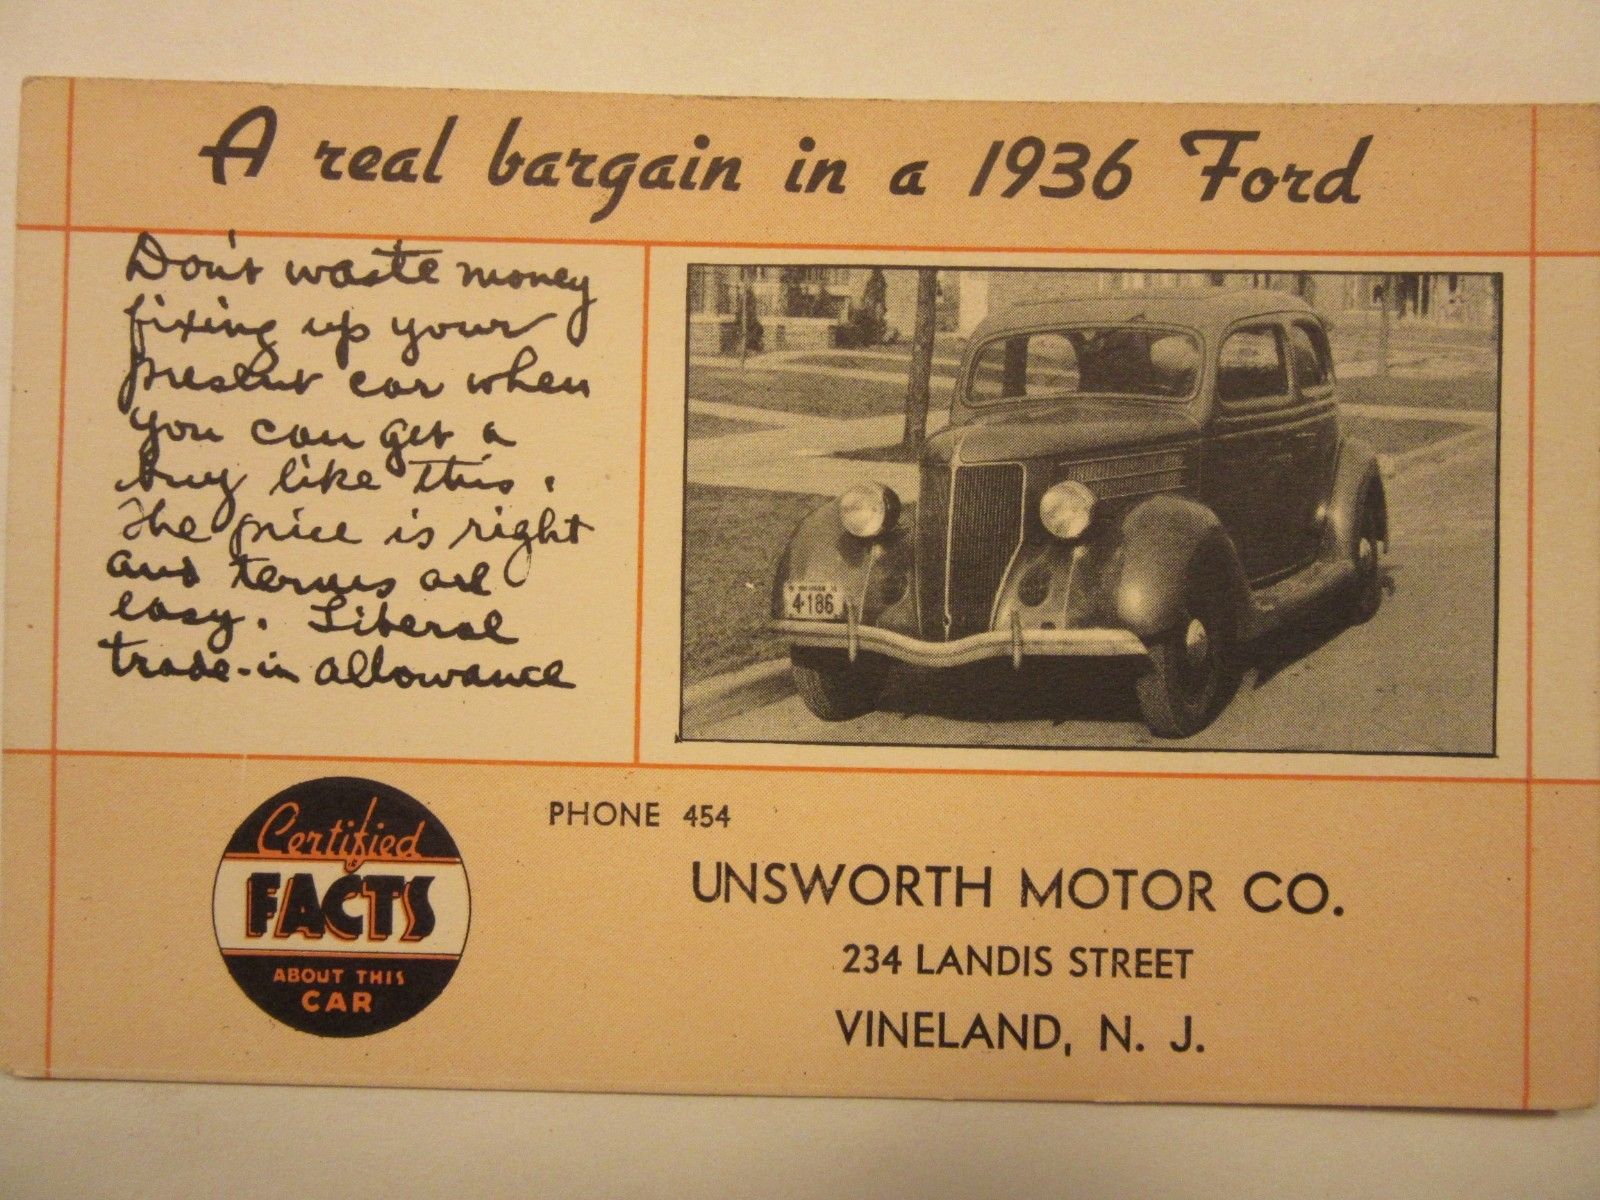 A real bargain in a 1936 Ford
Don't waste money
fixing up your
present car when
you can get a
buy like this.
The price is right
and terms are
easy. Liberal
trade-in allowance
4-186
Certified
FACTS
ABOUT THIS
CAR
PHONE 454
UNSWORTH MOTOR CO.
234 LANDIS STREET
VINELAND, N. J.